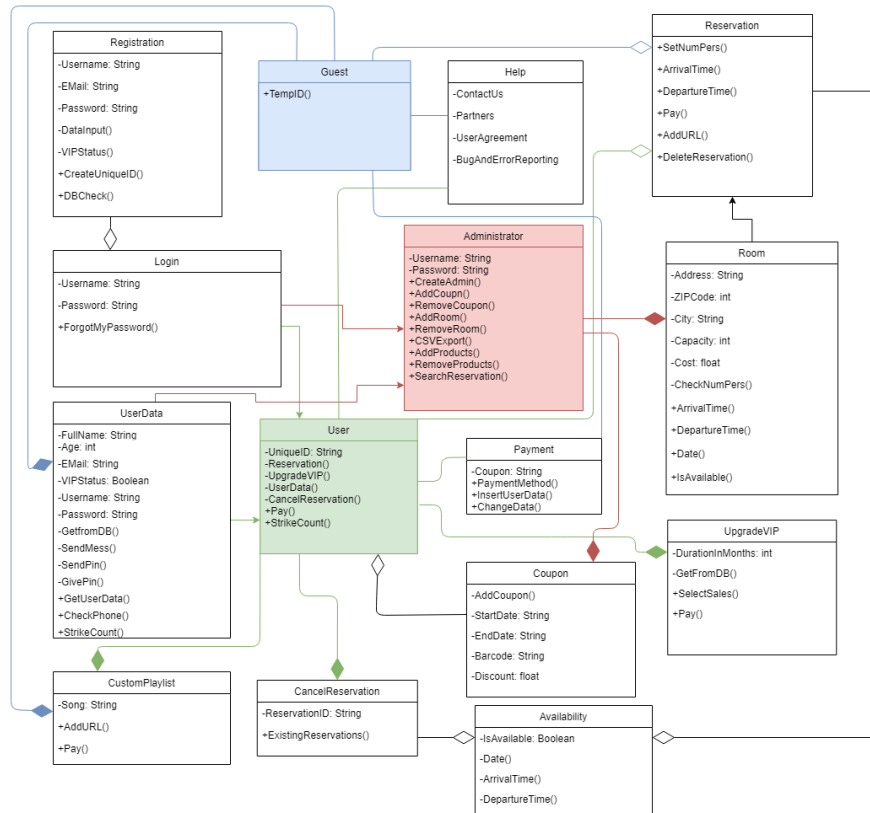 Registration
-Username: String
-EMail: String
-Password: String
-DataInput()
-VIPStatus()
+CreateUniqueID()
+DBCheck()
Guest
+TempID()
Help
-ContactUs
-Partners
-UserAgreement
-BugAndErrorReporting
Reservation
+SetNumPers()
+ArrivalTime()
+DepartureTime()
+Pay()
+AddURL()
+DeleteReservation()
Login
-Username: String
-Password: String
+ForgotMyPassword()
Administrator
-Username: String
-Password: String
+CreateAdmin()
+AddCoupn()
+RemoveCoupon()
+AddRoom()
+RemoveRoom()
+CSVExport()
+AddProducts()
+RemoveProducts()
+SearchReservation()
Room
-Address: String
-ZIPCode: int
-City: String
-Capacity: int
-Cost: float
-CheckNumPers()
+ArrivalTime()
+DepartureTime()
+Date()
+IsAvailable()
UserData
-FullName: String
-Age: int
-EMail: String
-VIPStatus: Boolean
-Username: String
-Password: String
-GetfromDB()
-SendMess()
-SendPin()
-GivePin()
+GetUserData()
+CheckPhone()
+StrikeCount()
User
-UniqueID: String
-Reservation()
-UpgradeVIP()
-UserData()
-CancelReservation()
+Pay()
+StrikeCount()
Payment
-Coupon: String
+PaymentMethod()
+InsertUserData()
+ChangeData()
UpgradeVIP
-DurationInMonths: int
-GetFromDB()
+SelectSales()
+Pay()
Coupon
-AddCoupon()
-StartDate: String
-EndDate: String
-Barcode: String
-Discount: float
CustomPlaylist
-Song: String
+AddURL()
+Pay()
CancelReservation
-ReservationID: String
+ExistingReservations()
Availability
-IsAvailable: Boolean
-Date()
-ArrivalTime()
-DepartureTime()